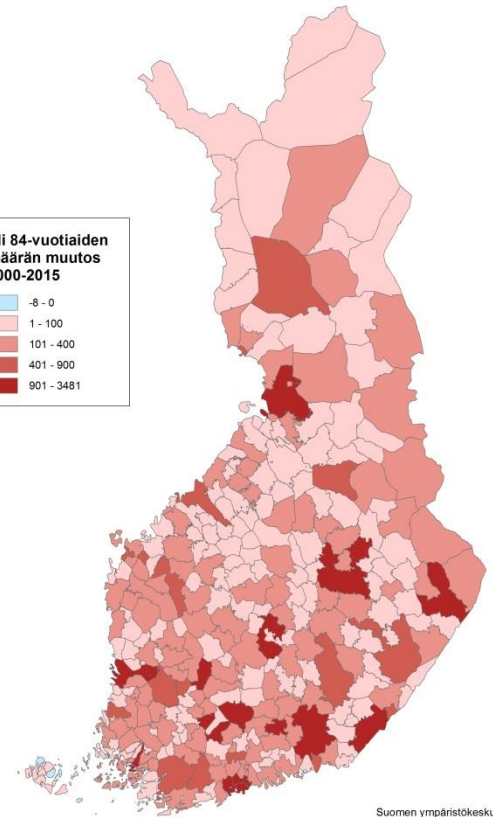 li 84-vuotiaiden
äärän muutos
000-2015
-8 - 0
1 - 100
101 - 400
401 - 900
901 - 3481
Suomen ympäristökesku